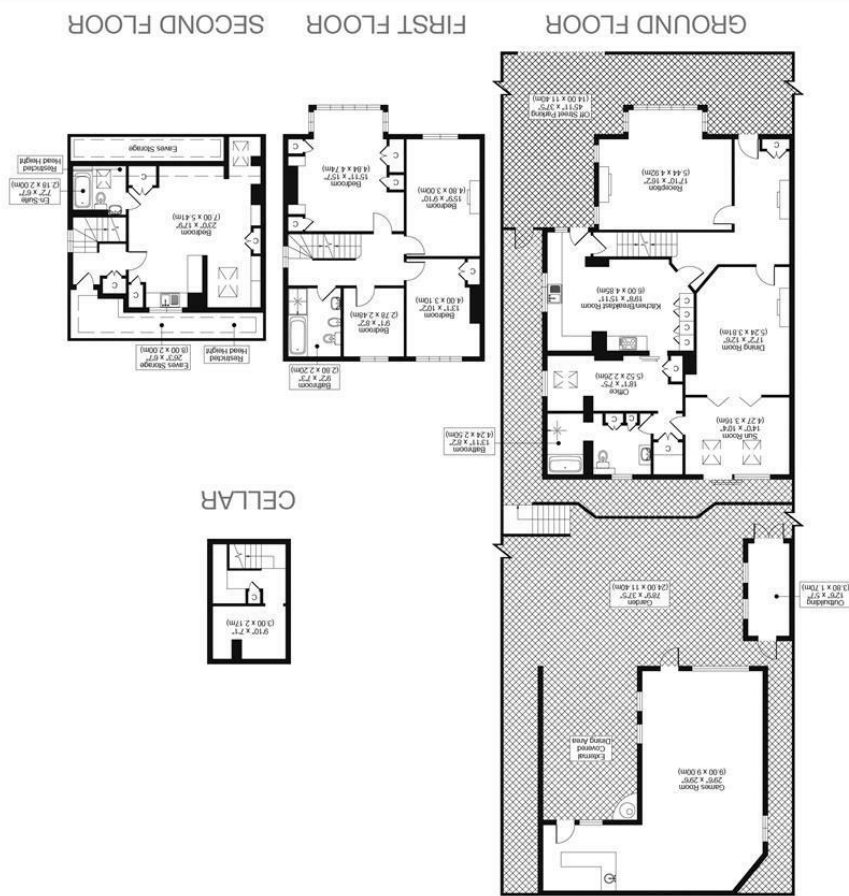 Games Room
29'6" x 29'6"
(9.00 x 9.00m)
External
Covered
Dining Area
Outbuilding
12'6" x 5'7"
(3.80 x 1.70m)
Garden
78'9" x 37'5"
(24.00 x 11.40m)
9'10" x 7'1"
(3.00 x 2.17m)
C
CELLAR
Sun Room
14'0" x 10'4"
(4.27 x 3.16m)
C
C
C
Bathroom
13'11" x 8'2"
(4.24 x 2.50m)
C
Office
18'1" x 7'5"
(5.52 x 2.26m)
Dining Room
17'2" x 12'6"
(5.24 x 3.81m)
C
C
C
C
Kitchen/Breakfast Room
19'8" x 15'11"
(6.00 x 4.85m)
Reception
17'10" x 16'2"
(5.44 x 4.92m)
C
Off Street Parking
45'11" x 37'5"
(14.00 x 11.40m)
GROUND FLOOR
Bathroom
9'2" x 7'3"
(2.80 x 2.20m)
Bedroom
13'1" x 10'2"
(4.00 x 3.10m)
C
Bedroom
9'1" x 8'2"
(2.78 x 2.48m)
Bedroom
15'9" x 9'10"
(4.80 x 3.00m)
C
C
C
C
Bedroom
15'11" x 15'7"
(4.84 x 4.74m)
FIRST FLOOR
Restricted
Head Height
Eaves Storage
26'3" x 6'7"
(8.00 x 2.00m)
C
C
C
Bedroom
23'0" x 17'9"
(7.00 x 5.41m)
C
En-Suite
7'2" x 6'7"
(2.18 x 2.00m)
Restricted
Head Height
Eaves Storage
SECOND FLOOR